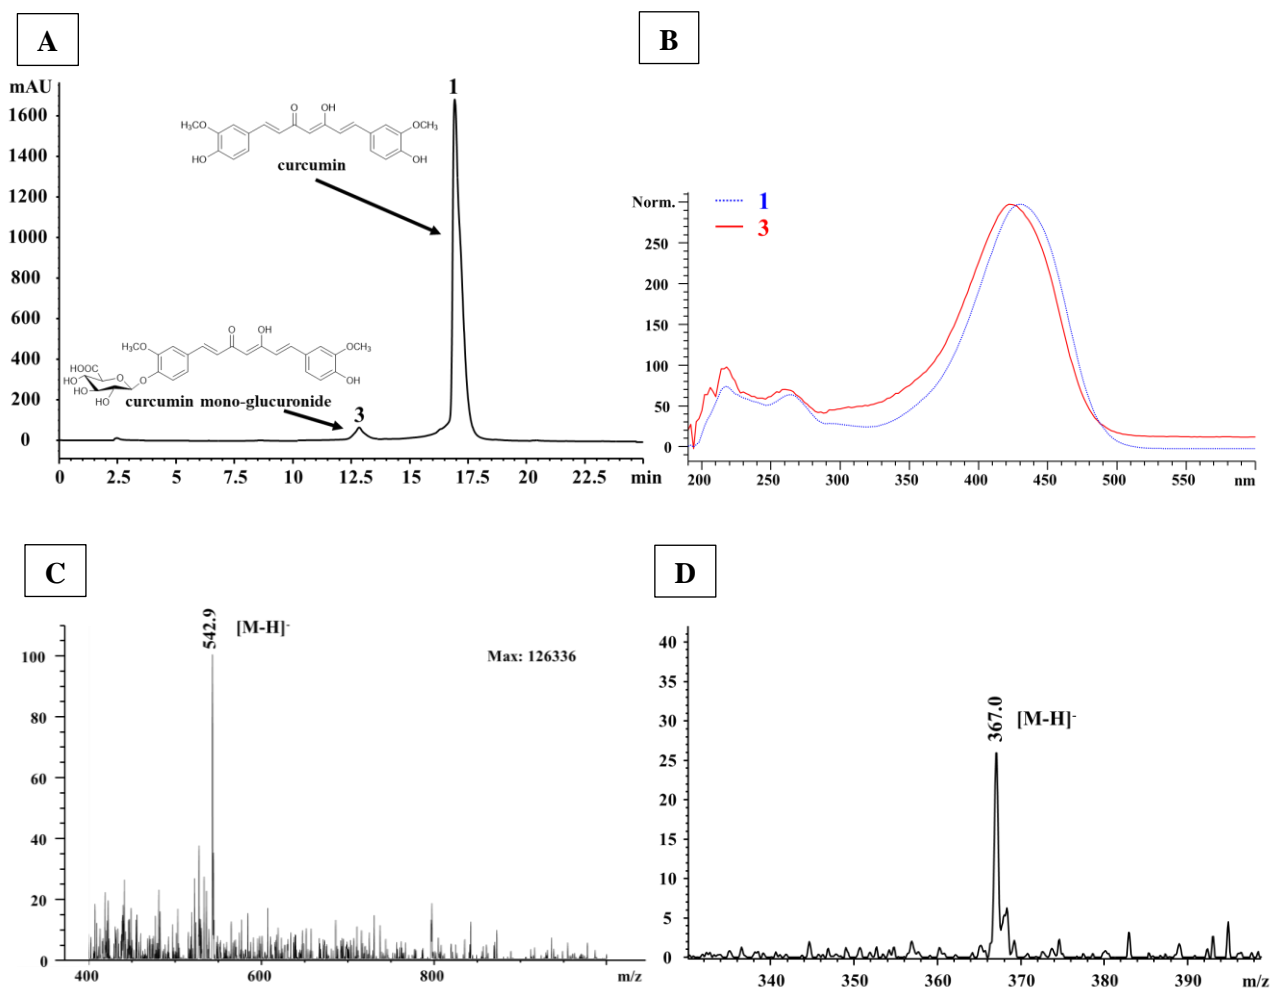 A
mAU
1600
1400
1200
1000
800
600
400
200
0
0
2.5
5
7.5
10
12.5
15
17.5
20
22.5
min
1
O
OH
H₃CO
OCH₃
HO
OH
curcumin
O
OH
H₃CO
OCH₃
HOOC
HO
HO
HO
O
O
OH
curcumin mono-glucuronide
3
B
Norm.
250
200
150
100
50
0
200
250
300
350
400
450
500
550
nm
1
3
C
100
80
60
40
20
0
400
600
800
m/z
542.9
[M-H]⁻
Max: 126336
D
40
35
30
25
20
15
10
5
0
340
350
360
370
380
390
m/z
367.0
[M-H]⁻